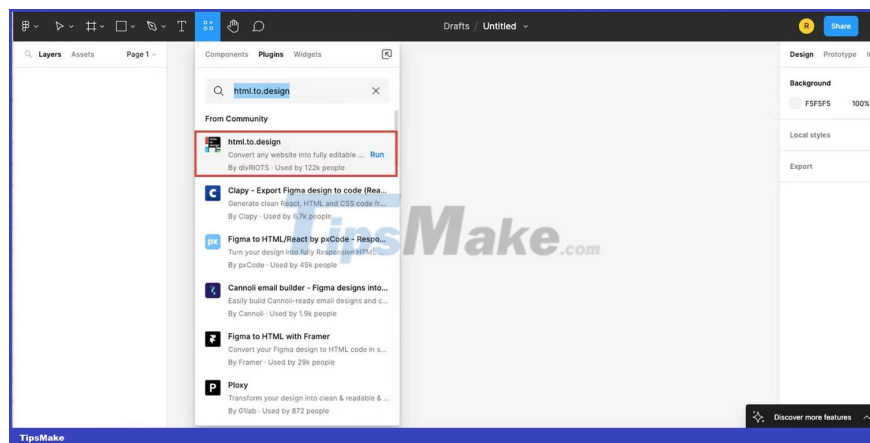 T
Drafts / Untitled
R
Share
Layers Assets Page 1
Components Plugins Widgets
Design Prototype
html.to.design
Background
F5F5F5 100%
From Community
html.to.design
Convert any website into fully editable ... Run
By divRIOTS · Used by 122k people
Local styles
Export
Clapy - Export Figma design to code (Rea...
Generate clean React, HTML and CSS code fr...
By Clapy · Used by 6.7k people
TipsMake.com
px
Figma to HTML/React by pxCode - Respo...
Turn your design into fully Responsive HTML...
By pxCode · Used by 45k people
Cannoli email builder - Figma designs into...
Easily build Cannoli-ready email designs and c...
By Cannoli · Used by 1.9k people
Figma to HTML with Framer
Convert your Figma design to HTML code in s...
By Framer · Used by 29k people
P
Ploxy
Transform your design into clean & readable & ...
By 01lab · Used by 872 people
Discover more features
TipsMake